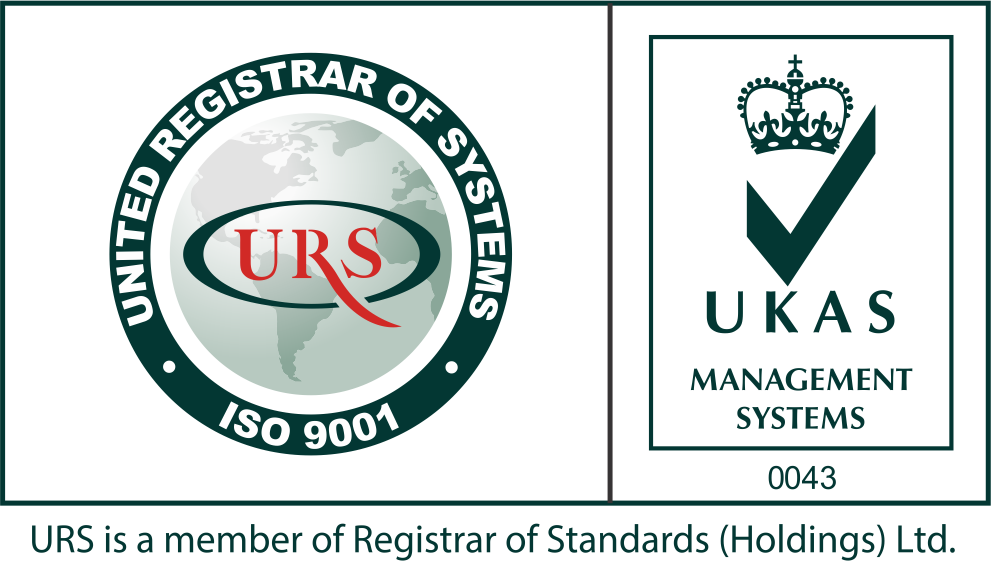 UNITED REGISTRAR OF SYSTEMS
URS
ISO 9001
UKAS
MANAGEMENT
SYSTEMS
0043
URS is a member of Registrar of Standards (Holdings) Ltd.